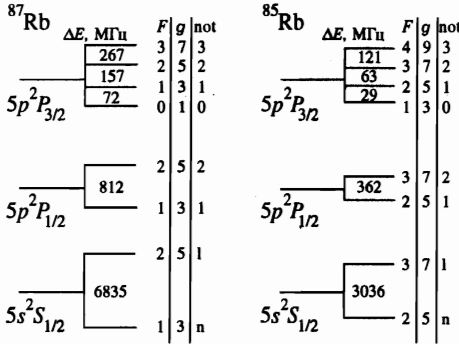 ⁸⁷Rb
ΔE, МГц F g not
3 7 3
267
2 5 2
157
1 3 1
72
0 1 0
5p²P₃/₂
2 5 2
812
1 3 1
5p²P₁/₂
2 5 l
6835
1 3 n
5s²S₁/₂
⁸⁵Rb
ΔE, МГц F g not
4 9 3
121
3 7 2
63
2 5 1
29
1 3 0
5p²P₃/₂
3 7 2
362
2 5 1
5p²P₁/₂
3 7 l
3036
2 5 n
5s²S₁/₂